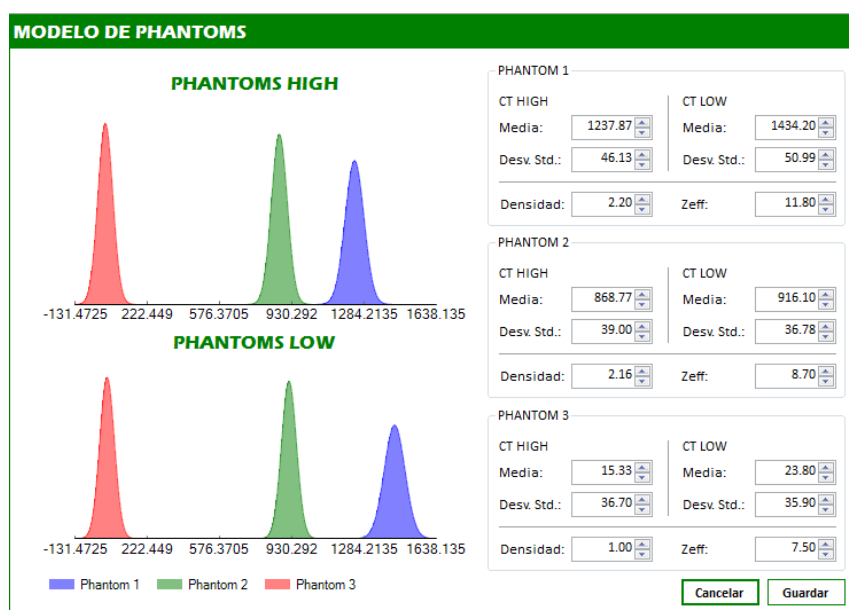 MODELO DE PHANTOMS
PHANTOMS HIGH
-131.4725 222.449 576.3705 930.292 1284.2135 1638.135
PHANTOMS LOW
-131.4725 222.449 576.3705 930.292 1284.2135 1638.135
Phantom 1 Phantom 2 Phantom 3
PHANTOM 1
CT HIGH CT LOW
Media: 1237.87 Media: 1434.20
Desv. Std.: 46.13 Desv. Std.: 50.99
Densidad: 2.20 Zeff: 11.80
PHANTOM 2
CT HIGH CT LOW
Media: 868.77 Media: 916.10
Desv. Std.: 39.00 Desv. Std.: 36.78
Densidad: 2.16 Zeff: 8.70
PHANTOM 3
CT HIGH CT LOW
Media: 15.33 Media: 23.80
Desv. Std.: 36.70 Desv. Std.: 35.90
Densidad: 1.00 Zeff: 7.50
Cancelar Guardar